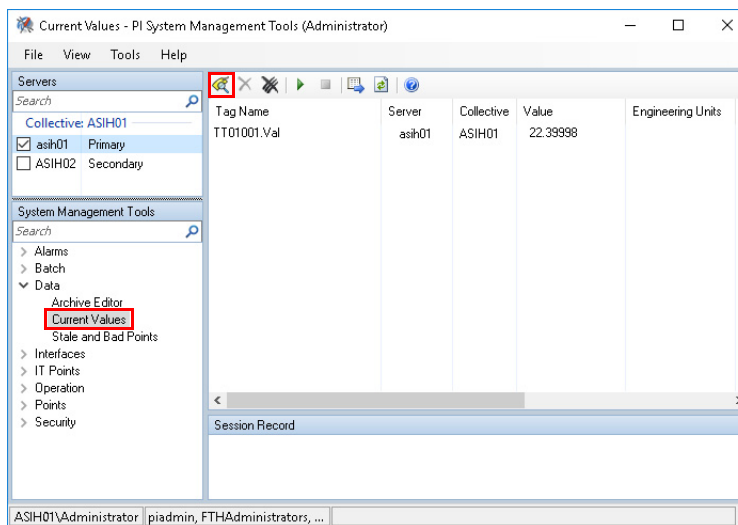 Current Values - PI System Management Tools (Administrator)
File View Tools Help
Servers
Search
Collective: ASIH01
asih01 Primary
ASIH02 Secondary
System Management Tools
Search
Alarms
Batch
Data
Archive Editor
Current Values
Stale and Bad Points
Interfaces
IT Points
Operation
Points
Security
Tag Name Server Collective Value Engineering Units
TT01001.Val asih01 ASIH01 22.39998
Session Record
ASIH01\Administrator piadmin, FTHAdministrators, ...